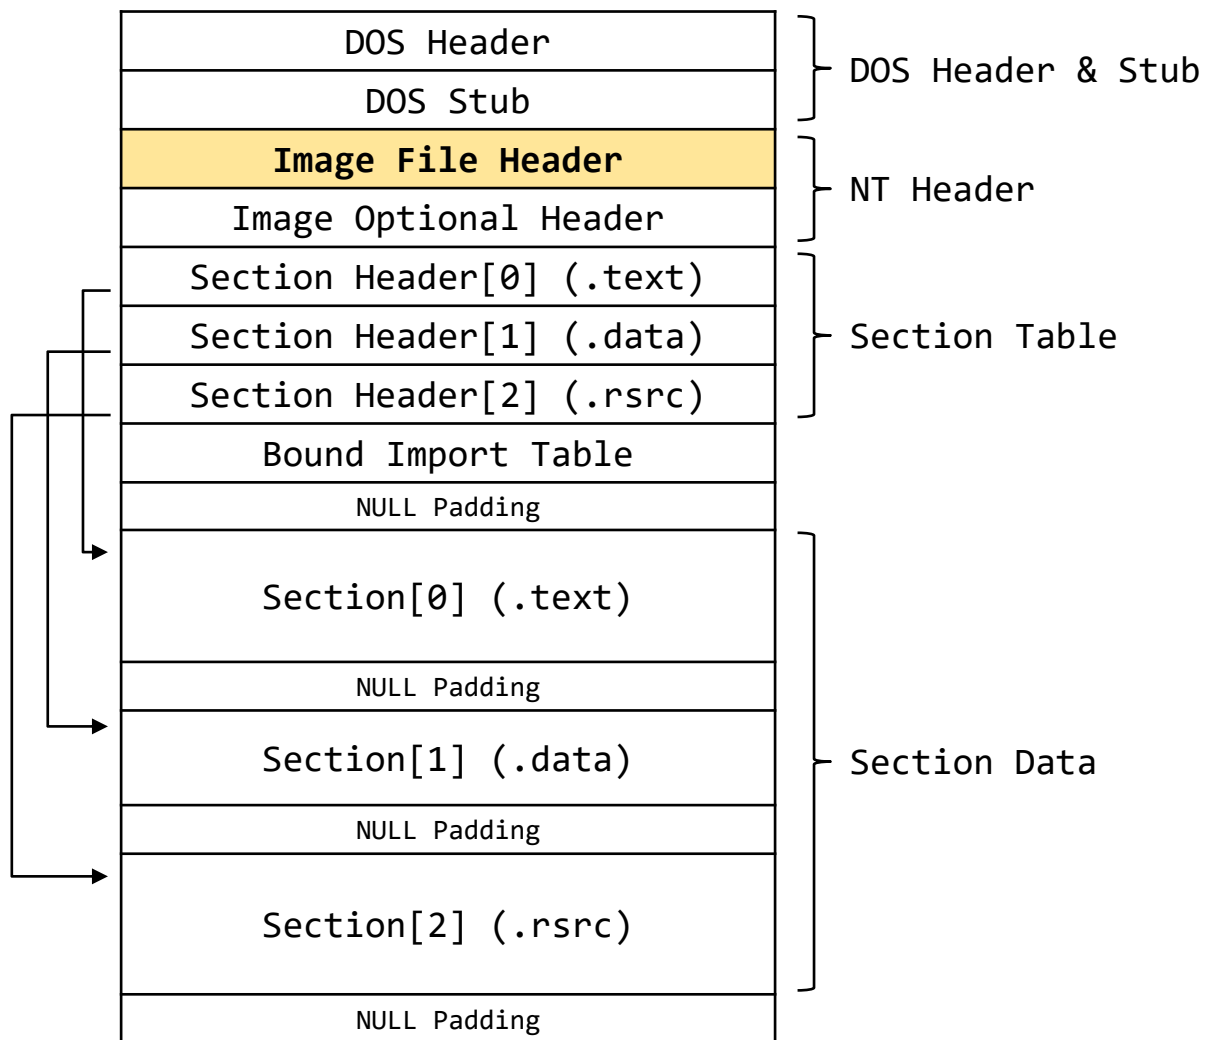 DOS Header
DOS Stub
DOS Header & Stub
Image File Header
Image Optional Header
NT Header
Section Header[0] (.text)
Section Header[1] (.data)
Section Header[2] (.rsrc)
Section Table
Bound Import Table
NULL Padding
Section[0] (.text)
NULL Padding
Section[1] (.data)
NULL Padding
Section[2] (.rsrc)
Section Data
NULL Padding